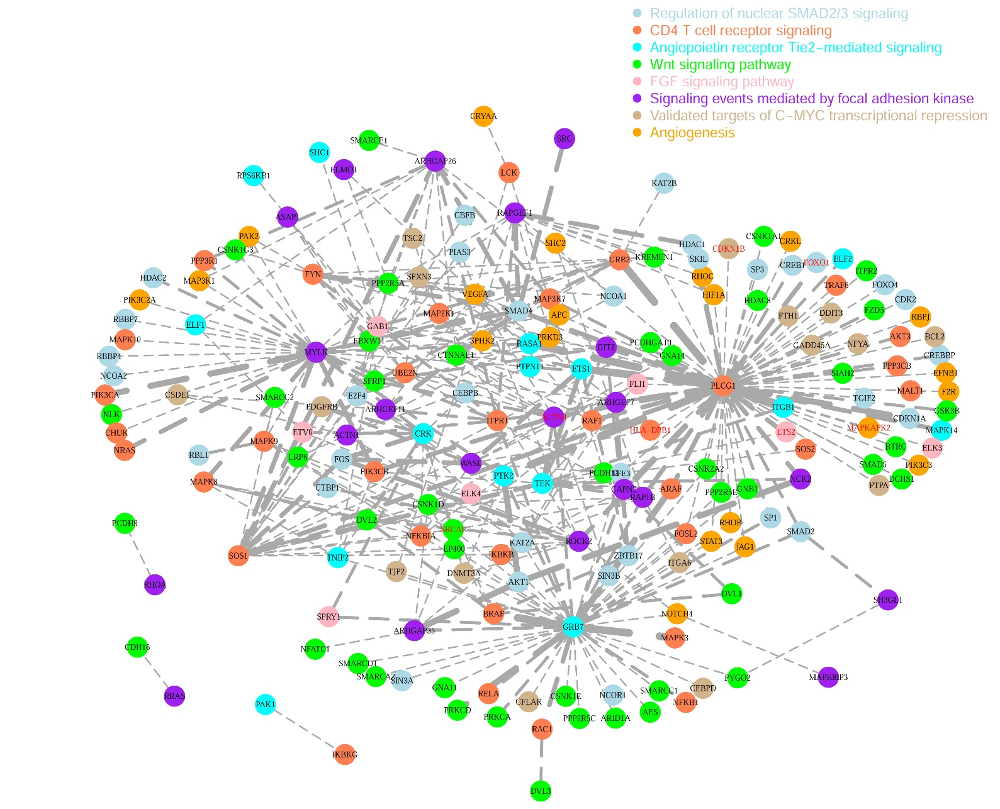 Regulation of nuclear SMAD2/3 signaling
CD4 T cell receptor signaling
Angiopoietin receptor Tie2−mediated signaling
Wnt signaling pathway
FGF signaling pathway
Signaling events mediated by focal adhesion kinase
Validated targets of C−MYC transcriptional repression
Angiogenesis
CRYAA
SRC
SMARCE1
SHC1
ARHGAP26
ELMO1
LCK
RPS6KB1
KAT2B
RAPGEF1
CBFB
ASAP1
PAK2
TSC2
CSNK1A1
CRKL
SHC2
HDAC1
CDKN1B
CSNK1G3
PIAS3
KREMEN1
SKIL
PPP3R1
GRB2
ELF2
FOXO1
CREB1
SP3
ITPR2
FYN
HDAC2
MAP3K1
SFXN3
RHOC
PPP2R5A
TRAF6
FOXO4
VEGFA
HIF1A
NCOA1
MAP3K7
CDK2
PIK3C2A
HDAC8
SMAD4
MAP2K1
APC
FZD5
DDIT3
FTH1
RBPJ
RBBP7
ELF1
GAB1
PRKD3
AKT3
BCL2
MAPK10
FBXW11
SPHK2
RASA1
PCDHGA10
GADD45A
NFYA
GIT2
MYLK
CTNNAL1
GNA14
CREBBP
RBBP4
PTPN11
ETS1
PPP3CB
NCOA2
UBE2N
SIAH2
EFNB1
SFRP1
FLI1
PLCG1
MALT1
F2R
PIK3CA
CSDE1
SMARCC2
E2F4
CEBPB
TGIF2
ARHGEF7
PDGFRB
ARHGEF11
ITGB1
CSK3B
NLK
ITPR1
ACTN4
RAF1
CDKN1A
CHUK
ETV6
ACTN1
CRK
HLA−DPB1
ETS2
MAPKAPK2
MAPK14
MAPK9
NRAS
SOS2
BTRC
ELK3
RBL1
LRP6
FOS
WASL
SMAD5
PIK3C3
PIK3CB
PTK2
CSNK2A2
MAPK8
TEK
NCK2
DCHS1
PTPA
CTBP1
ELK4
CAPN2
RAP1B
ARAF
PPP2R5E
GNB1
CSNK1D
PCDH9
DVL2
SRCAP
RHOB
SP1
NFKBIA
FOSL2
SMAD2
KAT2A
ROCK2
STAT3
JAG1
SOS1
TNIP2
EP400
IKBKB
ZBTB17
ITGA6
TJP2
DNMT3A
AKT1
SIN3B
RHOA
DVL1
SH3GL1
SPRY1
BRAF
NOTCH4
GRB7
ARHGAP35
MAPK3
CDH16
NFATC1
SMARCD1
SMARCA2
SIN3A
PYGO2
MAPK8IP3
GNA11
CEBPD
SMARCC1
RRAS
RELA
CFLAR
CSNK1E
NCOR1
NFKB1
PAK1
PRKCD
PRKCA
PPP2R5C
ARID1A
AES
RAC1
IKBKG
DVL3